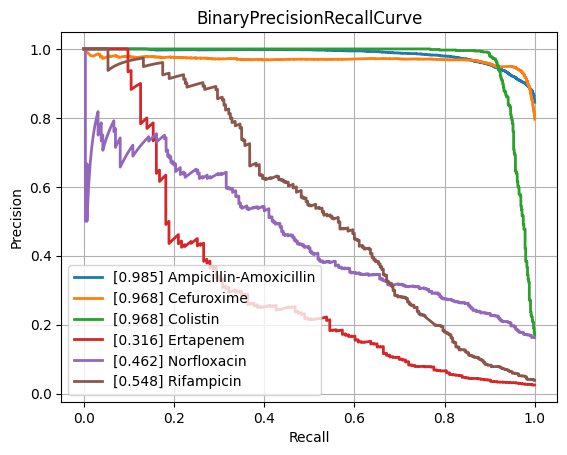 BinaryPrecisionRecallCurve
1.0
0.8
0.6
0.4
0.2
0.0
Precision
[0.985] Ampicillin-Amoxicillin
[0.968] Cefuroxime
[0.968] Colistin
[0.316] Ertapenem
[0.462] Norfloxacin
[0.548] Rifampicin
0.0 0.2 0.4 0.6 0.8 1.0
Recall